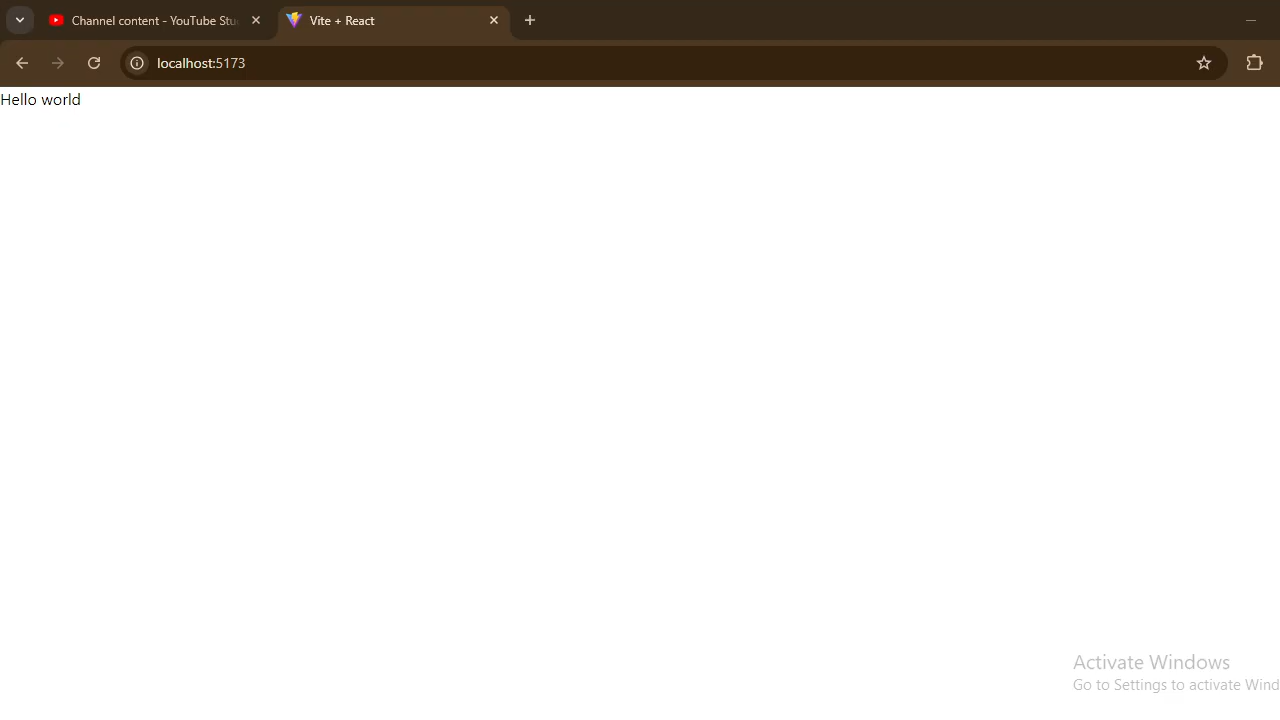 Channel content - YouTube Stu
Vite + React
localhost:5173
Hello world
Activate Windows
Go to Settings to activate Wind